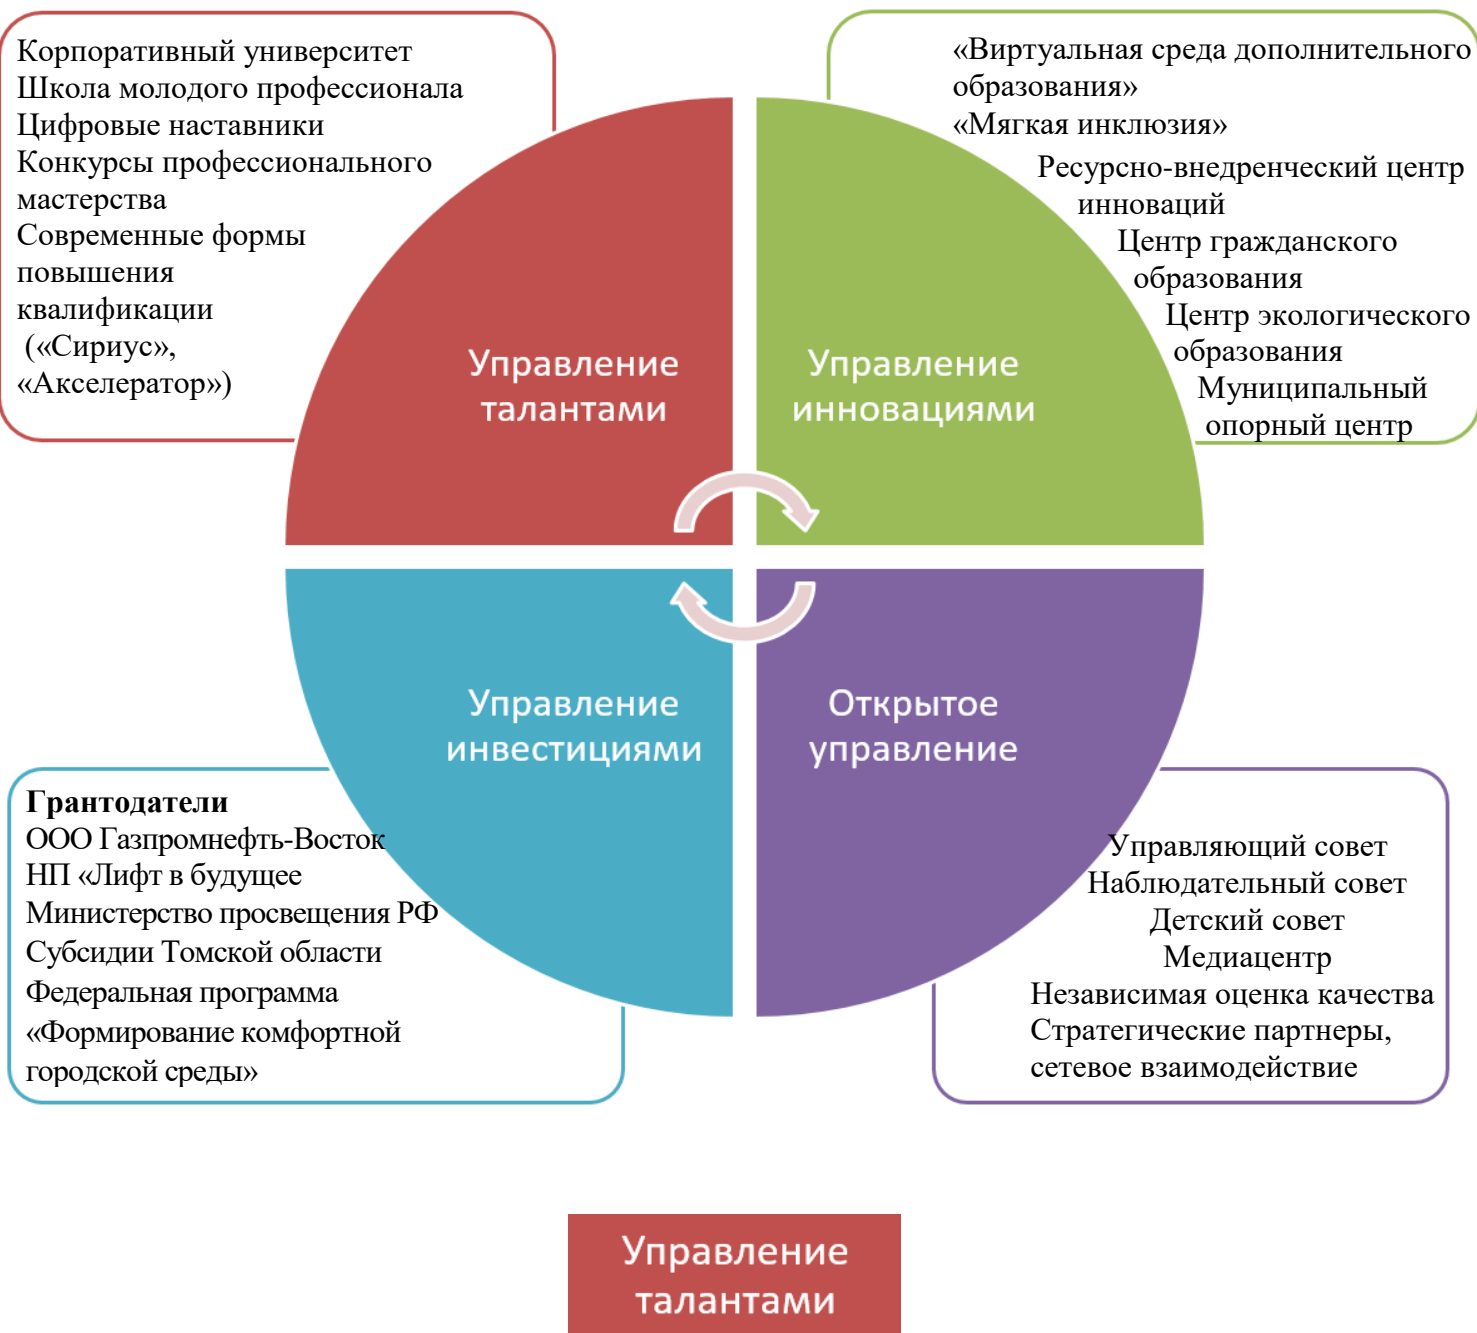 Корпоративный университет
Школа молодого профессионала
Цифровые наставники
Конкурсы профессионального
мастерства
Современные формы
повышения
квалификации
(«Сириус»,
«Акселератор»)
«Виртуальная среда дополнительного
образования»
«Мягкая инклюзия»
Ресурсно-внедренческий центр
инноваций
Центр гражданского
образования
Центр экологического
образования
Муниципальный
опорный центр
Управление
талантами
Управление
инновациями
Управление
инвестициями
Открытое
управление
Грантодатели
ООО Газпромнефть-Восток
НП «Лифт в будущее
Министерство просвещения РФ
Субсидии Томской области
Федеральная программа
«Формирование комфортной
городской среды»
Управляющий совет
Наблюдательный совет
Детский совет
Медиацентр
Независимая оценка качества
Стратегические партнеры,
сетевое взаимодействие
Управление
талантами